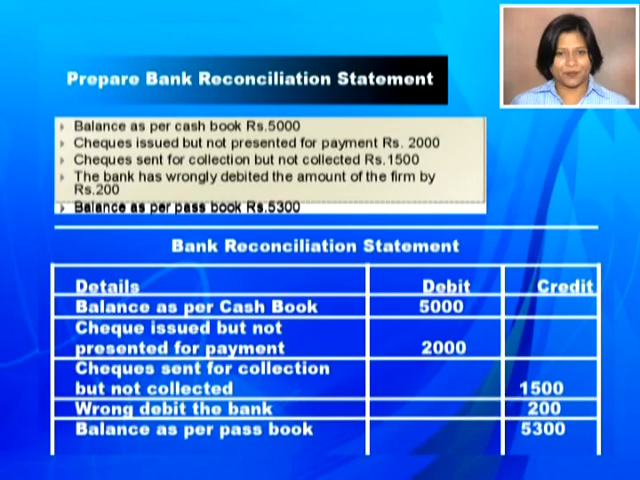 Prepare Bank Reconciliation Statement
Balance as per cash book Rs.5000
Cheques issued but not presented for payment Rs. 2000
Cheques sent for collection but not collected Rs.1500
The bank has wrongly debited the amount of the firm by
Rs.200
Balance as per pass book Rs.5300
Bank Reconciliation Statement
Details Debit Credit
Balance as per Cash Book 5000
Cheque issued but not
presented for payment 2000
Cheques sent for collection
but not collected 1500
Wrong debit the bank 200
Balance as per pass book 5300